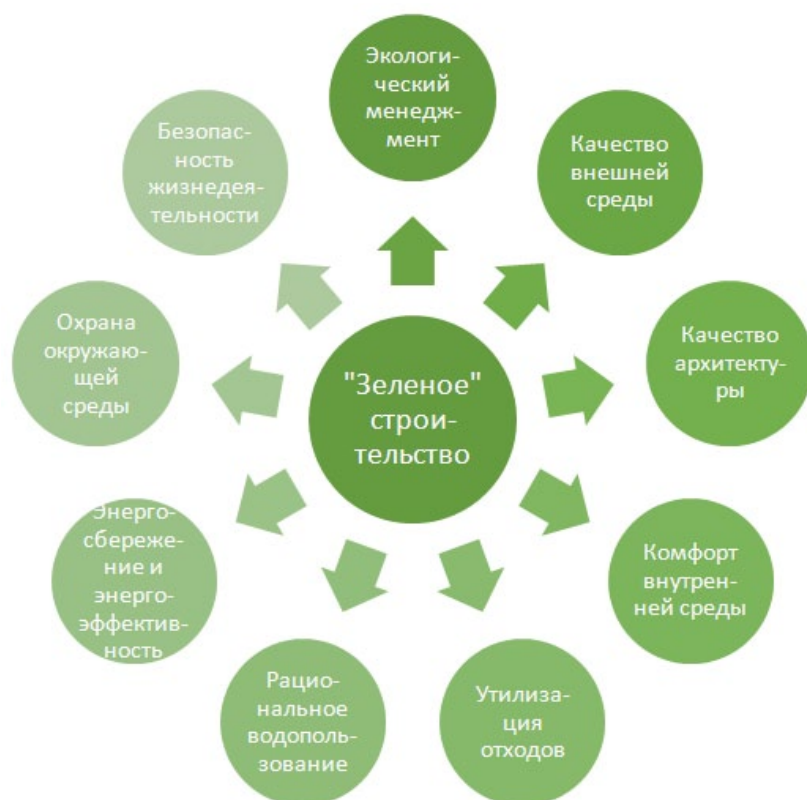 Экологи-
ческий
менедж-
мент
Качество
внешней
среды
Качество
архитекту-
ры
Комфорт
внутрен-
ней среды
Утилиза-
ция
отходов
Рацио-
нальное
водополь-
зование
Энерго-
сбереже-
ние и
энерго-
эффектив-
ность
Охрана
окружаю-
щей
среды
Безопас-
ность
жизнедея-
тельности
"Зеленое"
строи-
тельство